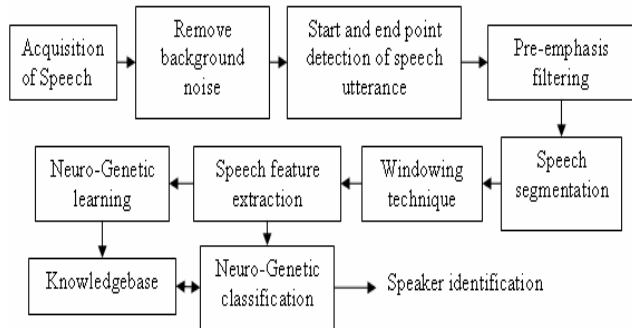 Acquisition
of Speech
Remove
background
noise
Start and end point
detection of speech
utterance
Pre-emphasis
filtering
Speech
segmentation
Windowing
technique
Speech feature
extraction
Neuro-Genetic
learning
Knowledgebase
Neuro-Genetic
classification
Speaker identification